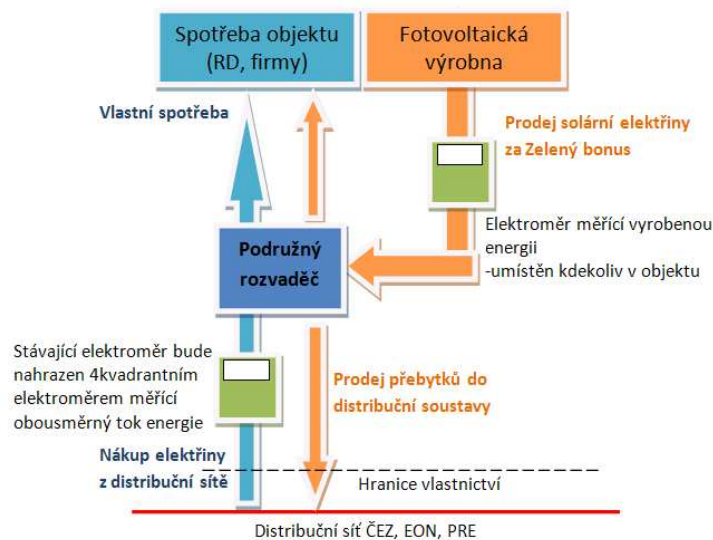 Spotřeba objektu
(RD, firmy)
Fotovoltaická
výrobna
Vlastní spotřeba
Prodej solární elektřiny
za Zelený bonus
Elektroměr měřící vyrobenou
energii
-umístěn kdekoliv v objektu
Podružný
rozvaděč
Stávající elektroměr bude
nahrazen 4kvadrantním
elektroměrem měřící
obousměrný tok energie
Prodej přebytků do
distribuční soustavy
Nákup elektřiny
z distribuční sítě
Hranice vlastnictví
Distribuční síť ČEZ, EON, PRE